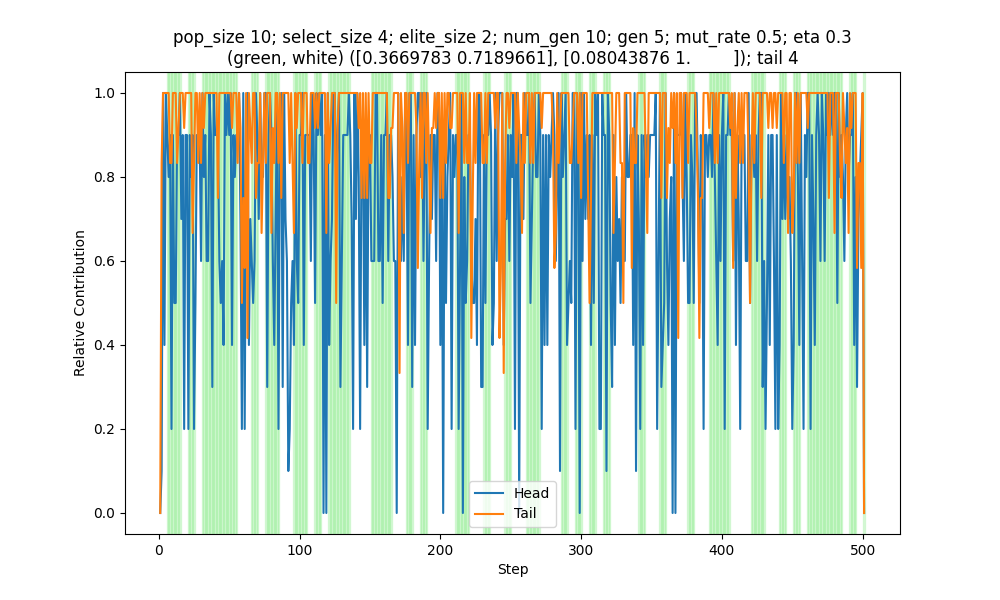 pop_size 10; select_size 4; elite_size 2; num_gen 10; gen 5; mut_rate 0.5; eta 0.3
(green, white) ([0.3669783 0.7189661], [0.08043876 1.        ]); tail 4
1.0
0.8
0.6
0.4
0.2
0.0
Relative Contribution
Head
Tail
0 100 200 300 400 500
Step